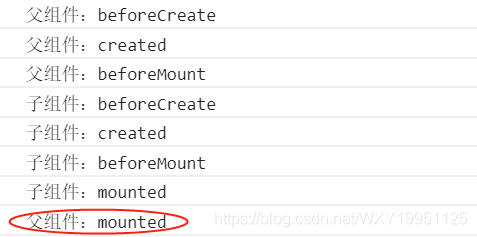 父组件：beforeCreate
父组件：created
父组件：beforeMount
子组件：beforeCreate
子组件：created
子组件：beforeMount
子组件：mounted
父组件：mounted
https://blog.csdn.net/WXY19951125